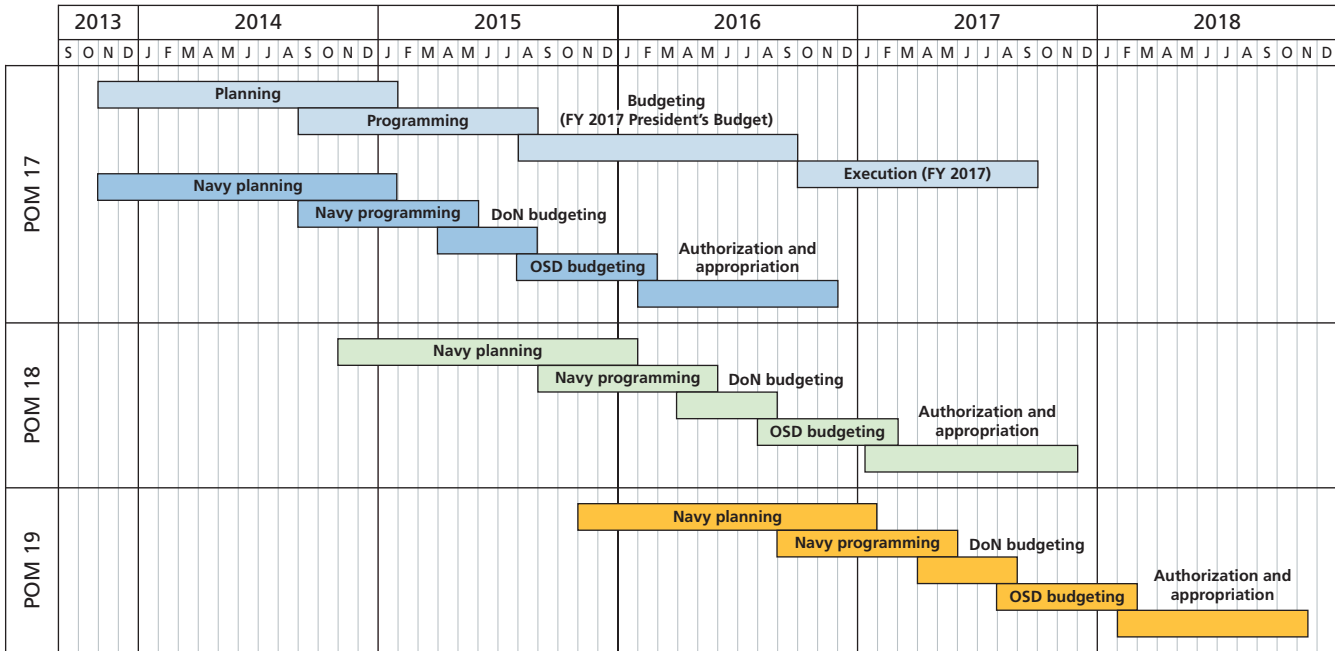 2013 2014 2015 2016 2017 2018
S O N D J F M A M J J A S O N D J F M A M J J A S O N D J F M A M J J A S O N D J F M A M J J A S O N D J F M A M J J A S O N D
POM 17
Planning
Programming
Budgeting
(FY 2017 President's Budget)
Execution (FY 2017)
Navy planning
Navy programming
DoN budgeting
OSD budgeting
Authorization and
appropriation
POM 18
Navy planning
Navy programming
DoN budgeting
OSD budgeting
Authorization and
appropriation
POM 19
Navy planning
Navy programming
DoN budgeting
OSD budgeting
Authorization and
appropriation